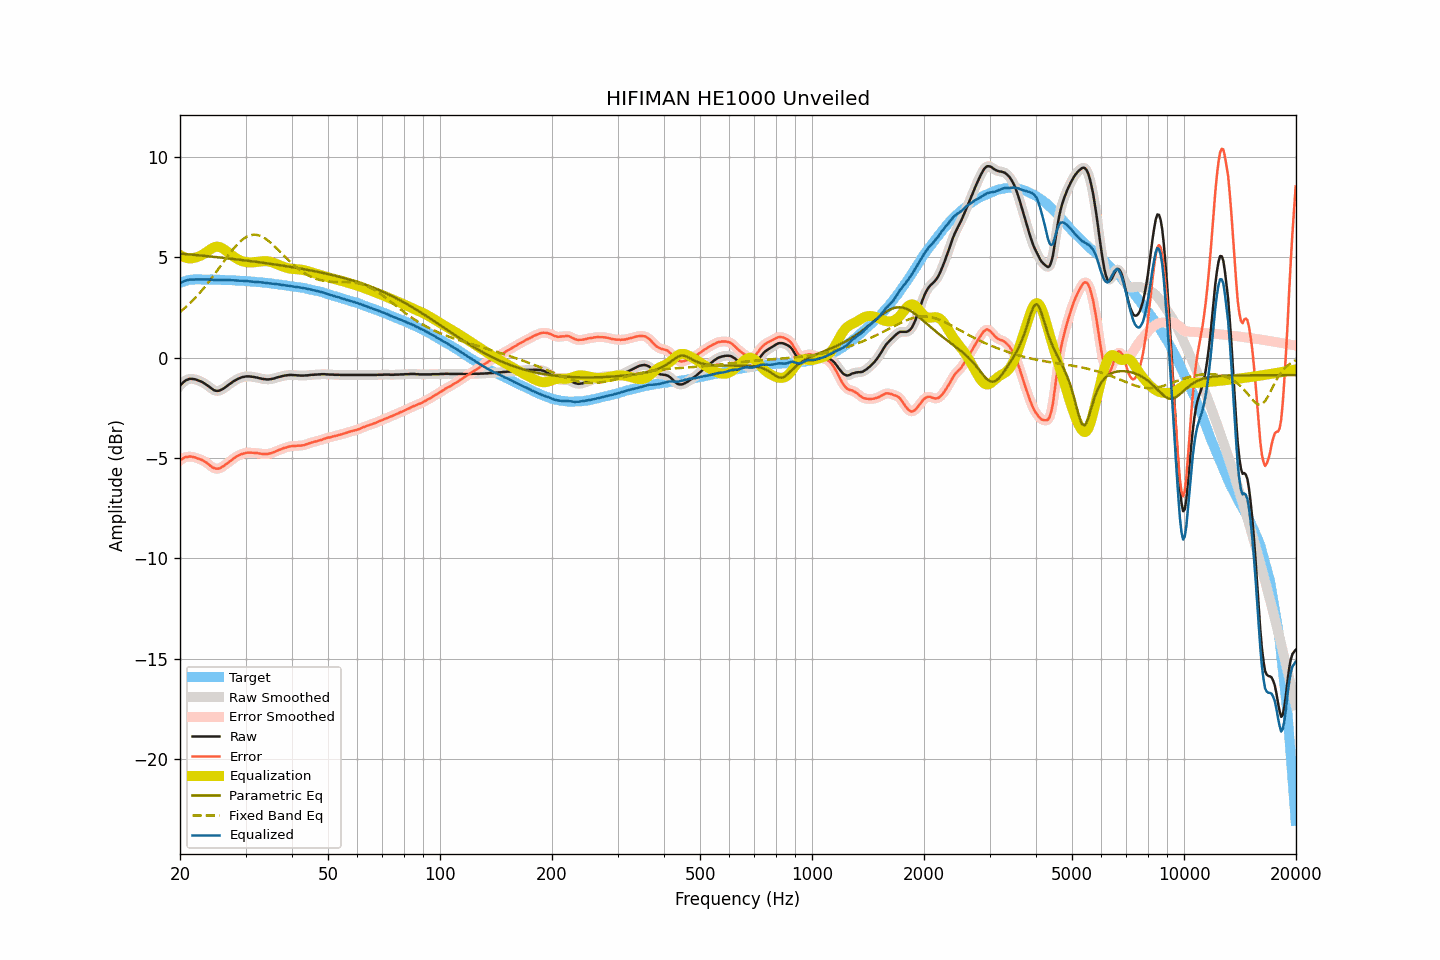 HIFIMAN HE1000 Unveiled
10
5
0
−5
−10
−15
−20
Amplitude (dBr)
Target
Raw Smoothed
Error Smoothed
Raw
Error
Equalization
Parametric Eq
Fixed Band Eq
Equalized
20 50 100 200 500 1000 2000 5000 10000 20000
Frequency (Hz)